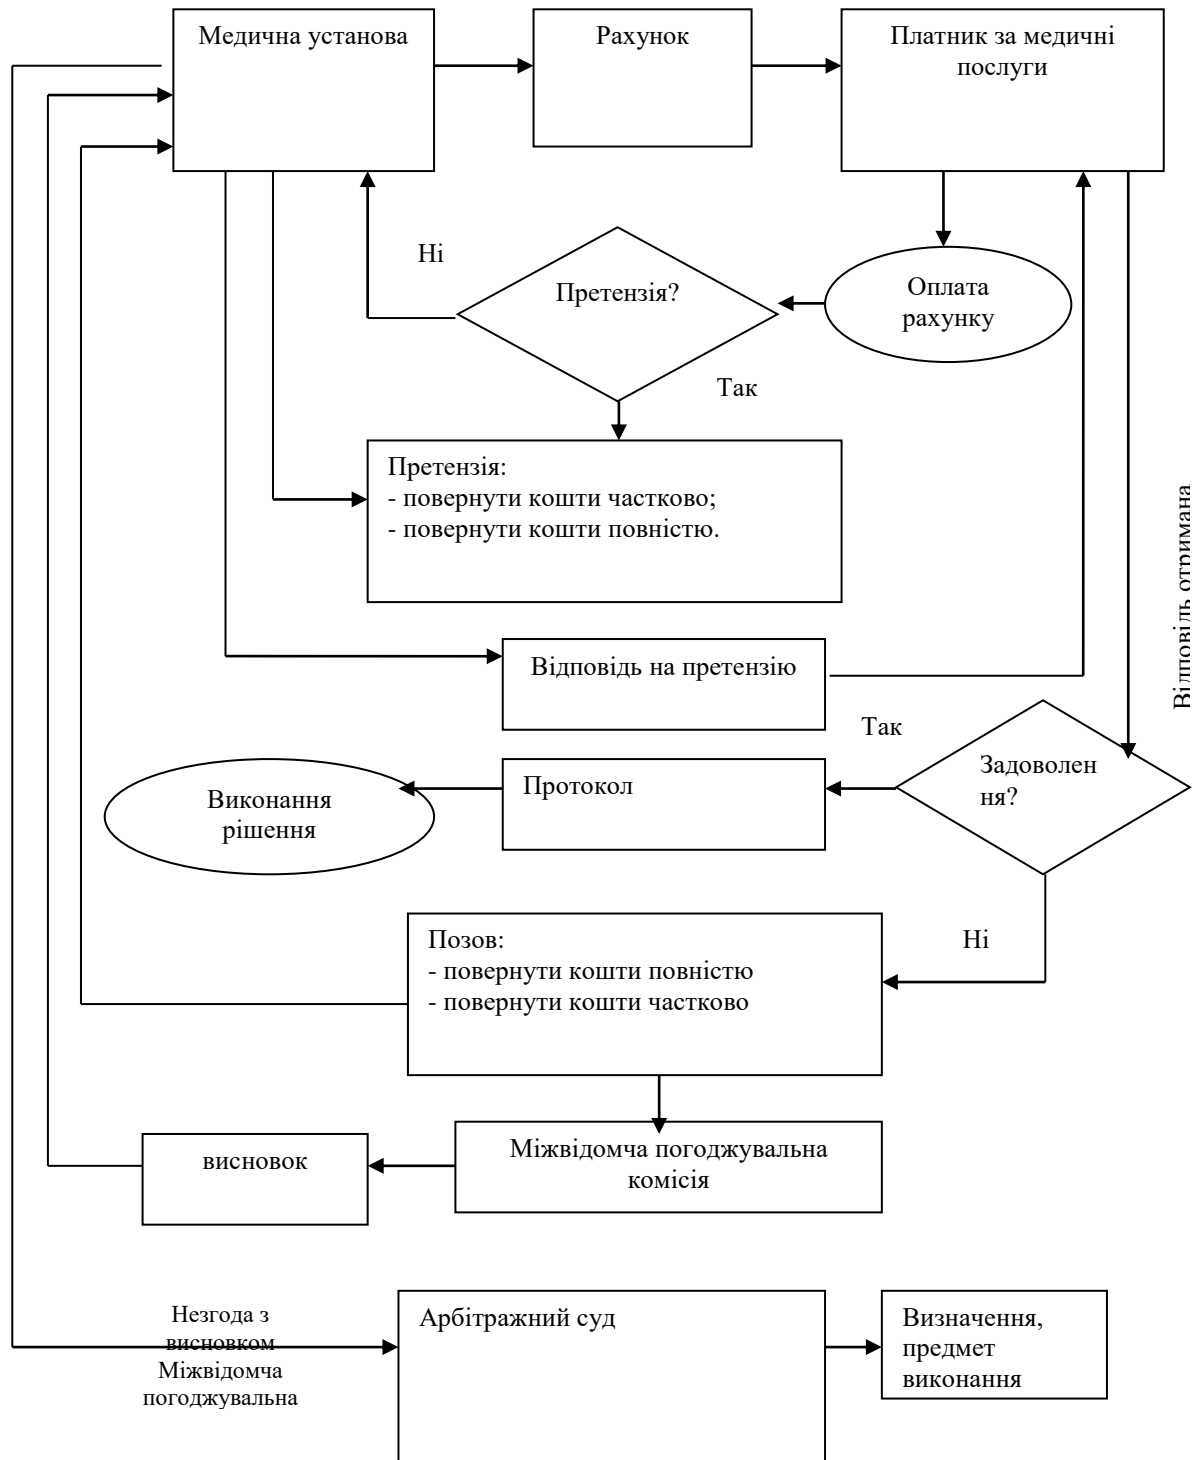 Медична установа
Рахунок
Платник за медичні
послуги
Ні
Претензія?
Оплата
рахунку
Так
Претензія:
- повернути кошти частково;
- повернути кошти повністю.
Відповідь отримана
Відповідь на претензію
Так
Задоволен
ня?
Протокол
Виконання
рішення
Позов:
- повернути кошти повністю
- повернути кошти частково
Ні
Міжвідомча погоджувальна
комісія
висновок
Незгода з
висновком
Міжвідомча
погоджувальна
Арбітражний суд
Визначення,
предмет
виконання